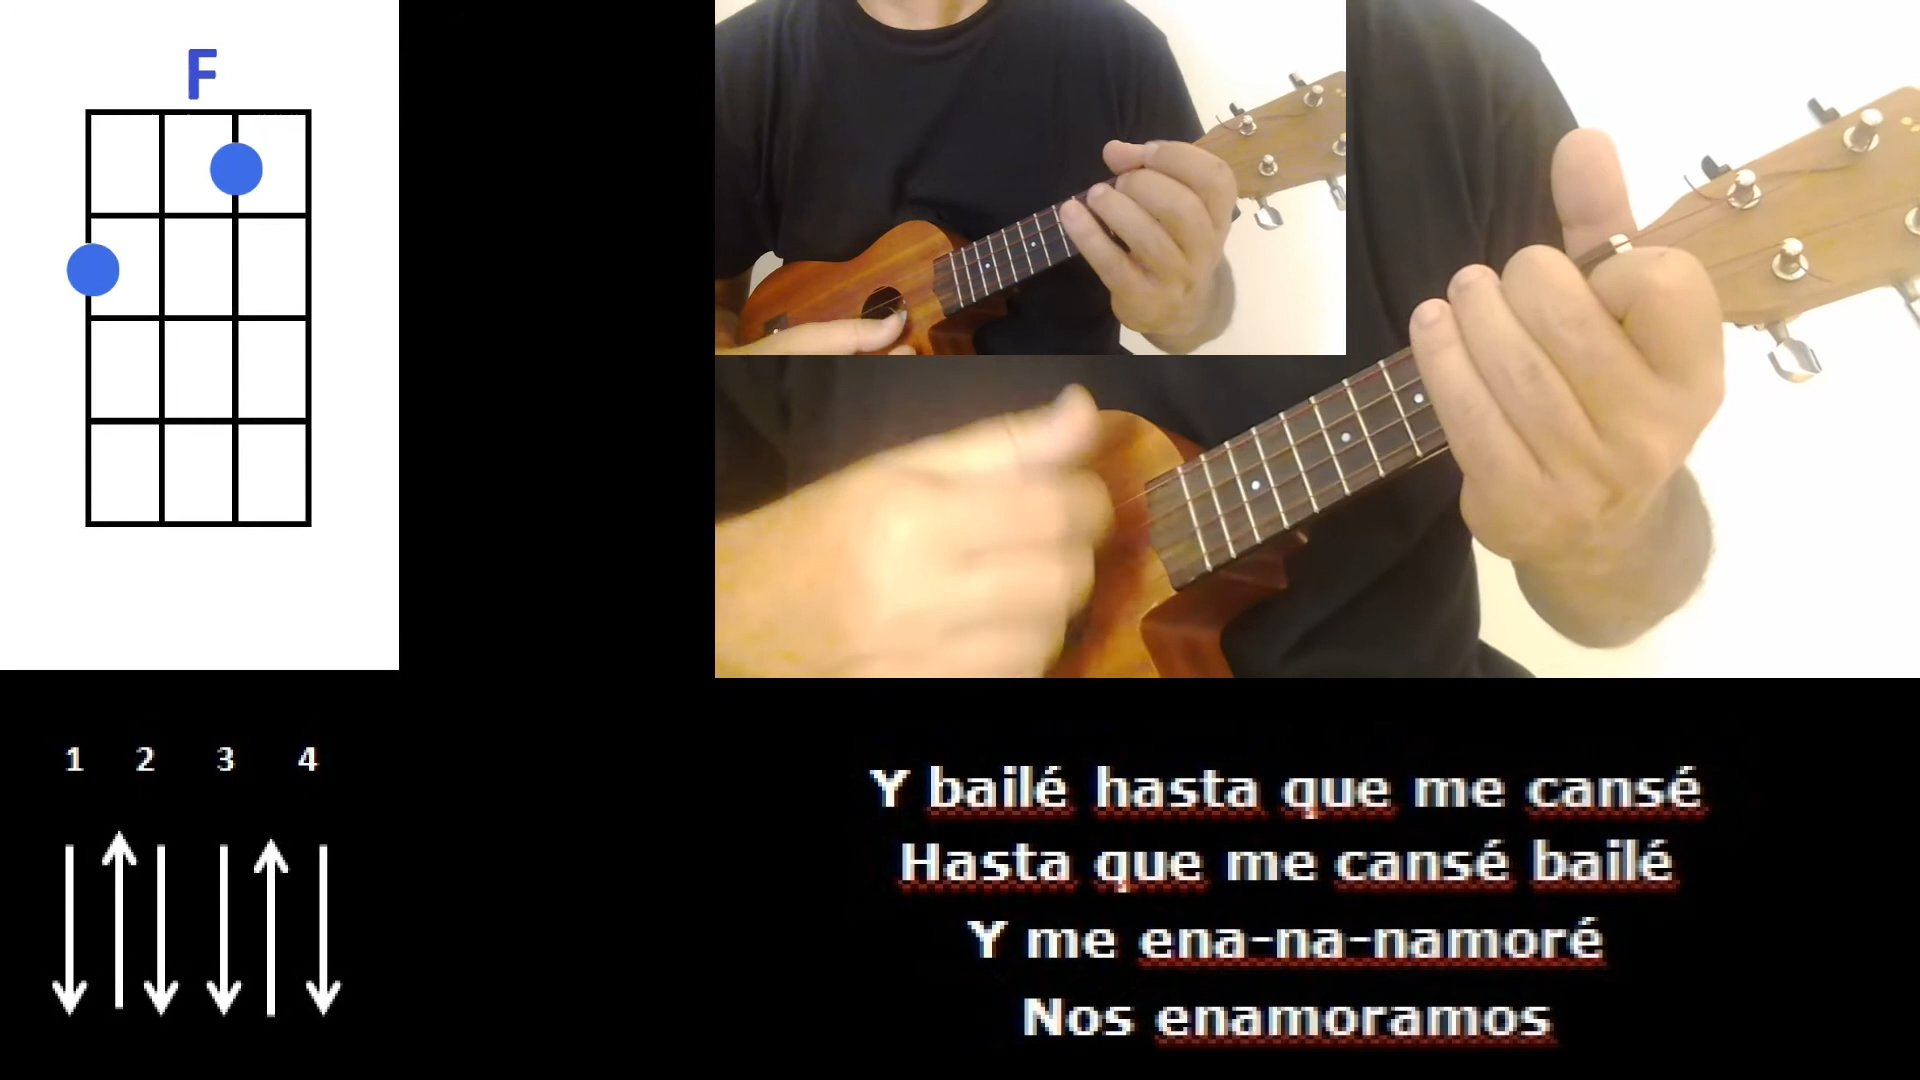 F
1 2 3 4
Y bailé hasta que me cansé
Hasta que me cansé bailé
Y me ena-na-namoré
Nos enamoramos